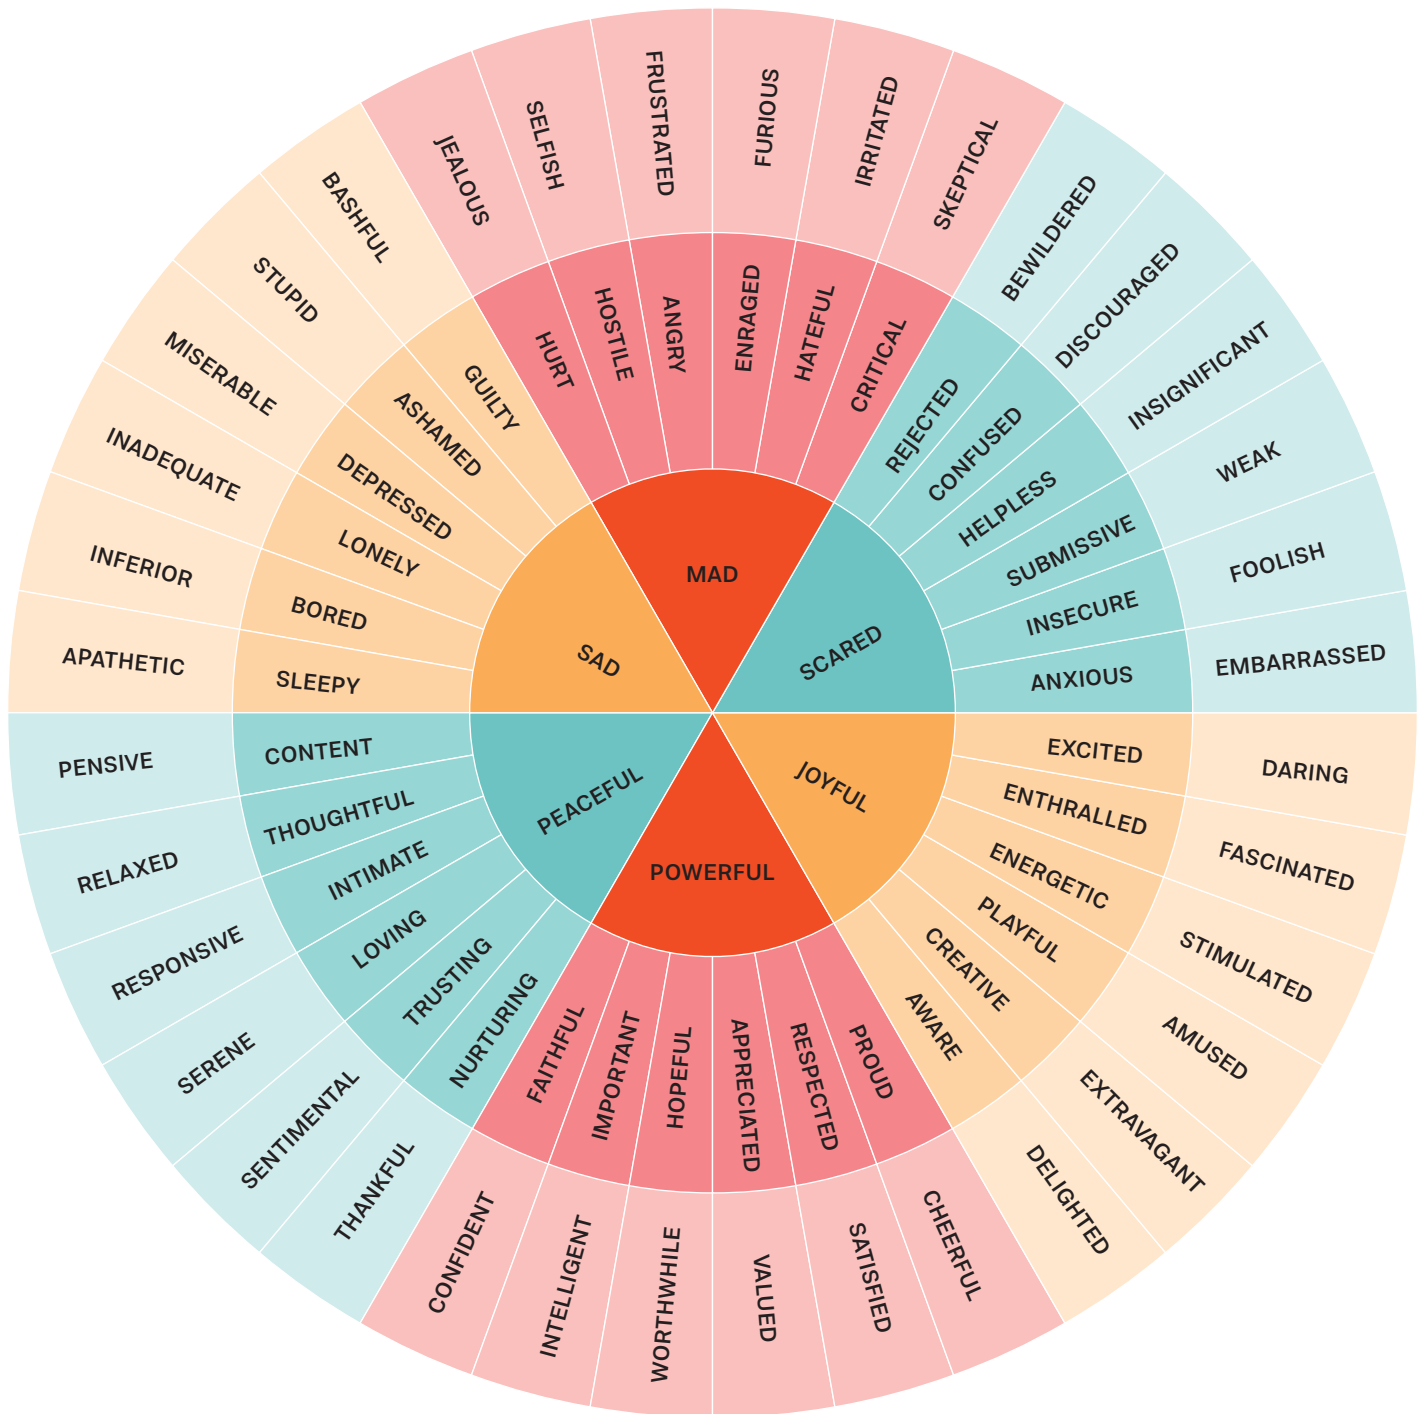 MAD
SCARED
JOYFUL
POWERFUL
PEACEFUL
SAD
HURT
HOSTILE
ANGRY
ENRAGED
HATEFUL
CRITICAL
REJECTED
CONFUSED
HELPLESS
SUBMISSIVE
INSECURE
ANXIOUS
EXCITED
ENTHRALLED
ENERGETIC
PLAYFUL
CREATIVE
AWARE
PROUD
RESPECTED
APPRECIATED
HOPEFUL
IMPORTANT
FAITHFUL
NURTURING
TRUSTING
LOVING
INTIMATE
THOUGHTFUL
CONTENT
SLEEPY
BORED
LONELY
DEPRESSED
ASHAMED
GUILTY
JEALOUS
SELFISH
FRUSTRATED
FURIOUS
IRRITATED
SKEPTICAL
BEWILDERED
DISCOURAGED
INSIGNIFICANT
WEAK
FOOLISH
EMBARRASSED
DARING
FASCINATED
STIMULATED
AMUSED
EXTRAVAGANT
DELIGHTED
CHEERFUL
SATISFIED
VALUED
WORTHWHILE
INTELLIGENT
CONFIDENT
THANKFUL
SENTIMENTAL
SERENE
RESPONSIVE
RELAXED
PENSIVE
APATHETIC
INFERIOR
INADEQUATE
MISERABLE
STUPID
BASHFUL